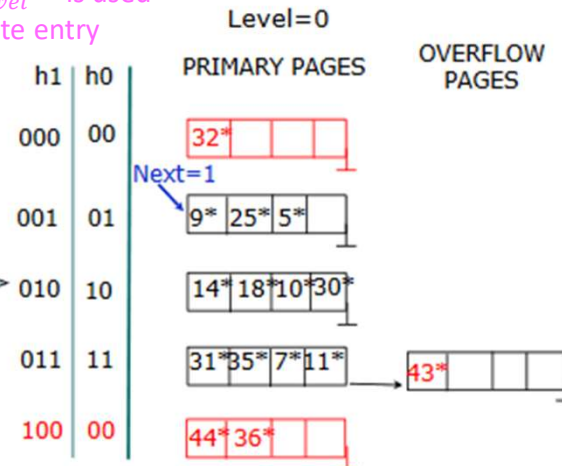 is used
te entry
Level=0
PRIMARY PAGES
OVERFLOW
PAGES
h1 h0
000 00 32*
Next=1
001 01 9* 25* 5*
010 10 14* 18* 10* 30*
011 11 31* 35* 7* 11* 43*
100 00 44* 36*